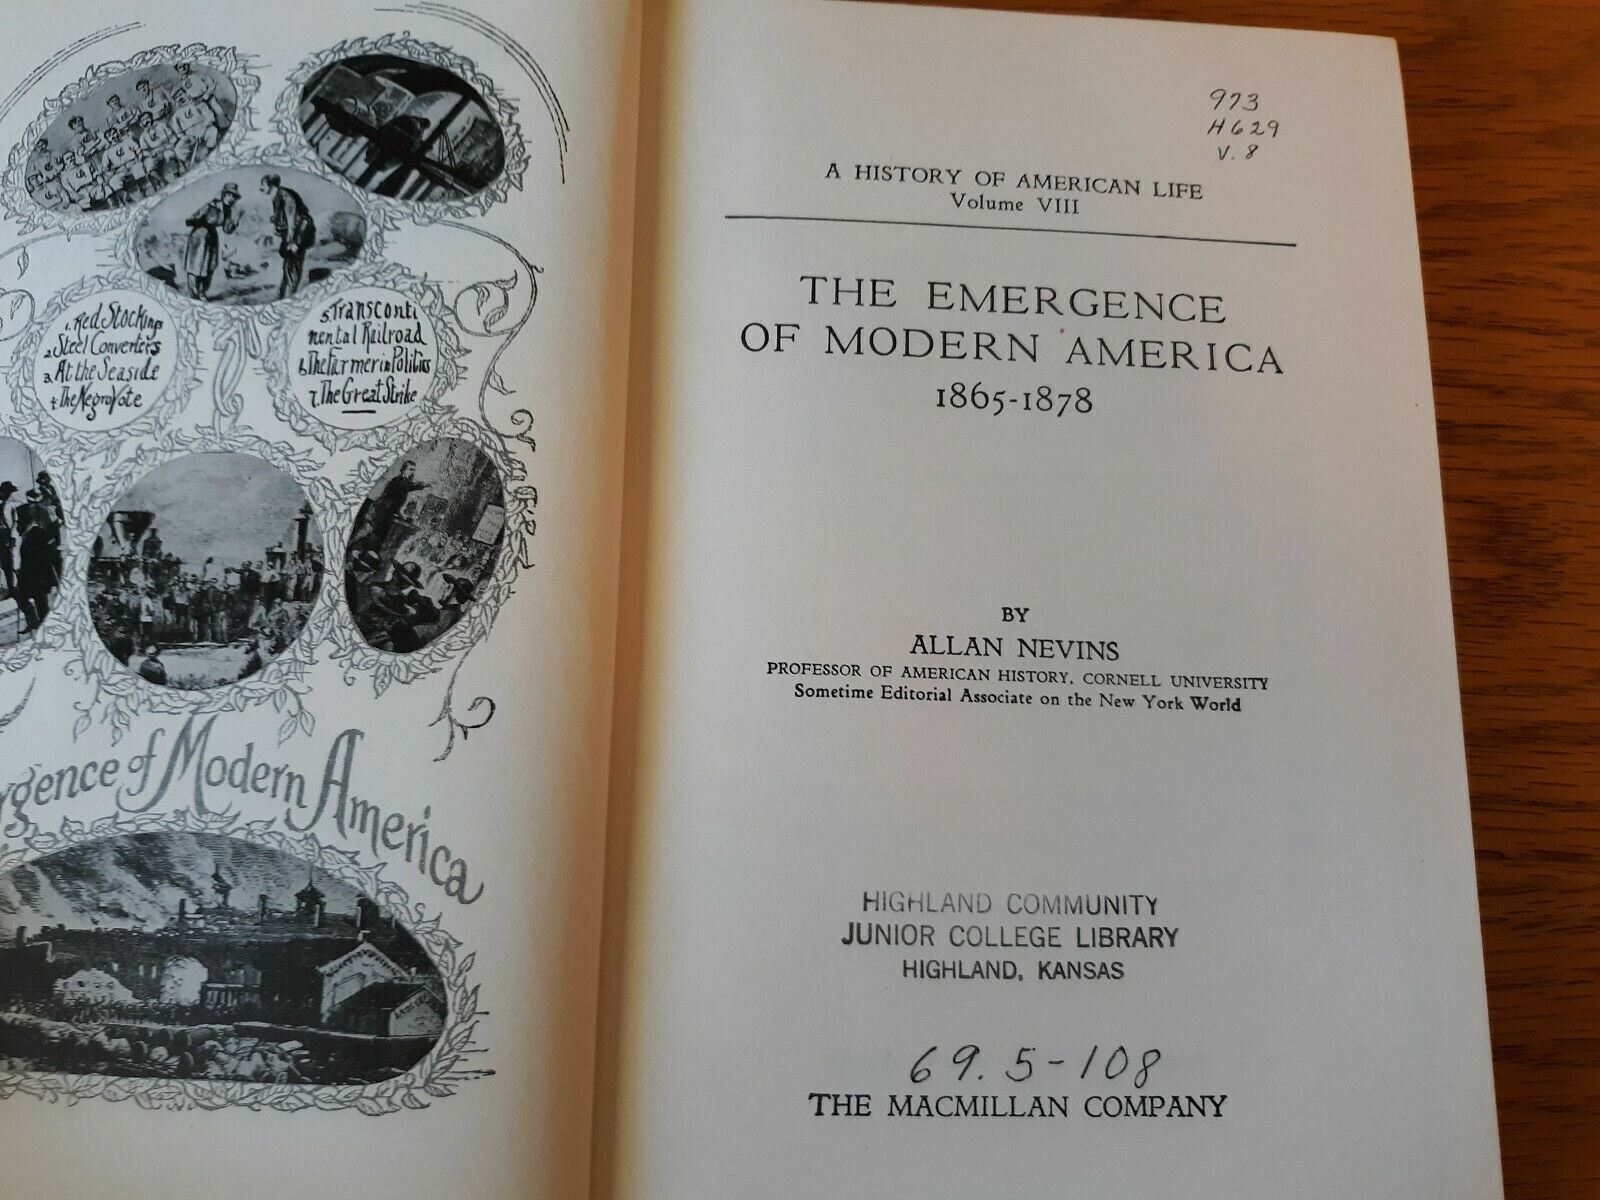 1. Red Stockings
2. Steel Converters
3. At the Seaside
4. The Negro Vote
5. Transconti
nental Railroad
6. The Farmer in Politics
7. The Great Strike
rgence of Modern America
973
H629
V. 8
A HISTORY OF AMERICAN LIFE
Volume VIII
THE EMERGENCE
OF MODERN AMERICA
1865-1878
BY
ALLAN NEVINS
PROFESSOR OF AMERICAN HISTORY, CORNELL UNIVERSITY
Sometime Editorial Associate on the New York World
HIGHLAND COMMUNITY
JUNIOR COLLEGE LIBRARY
HIGHLAND, KANSAS
69.5-108
THE MACMILLAN COMPANY